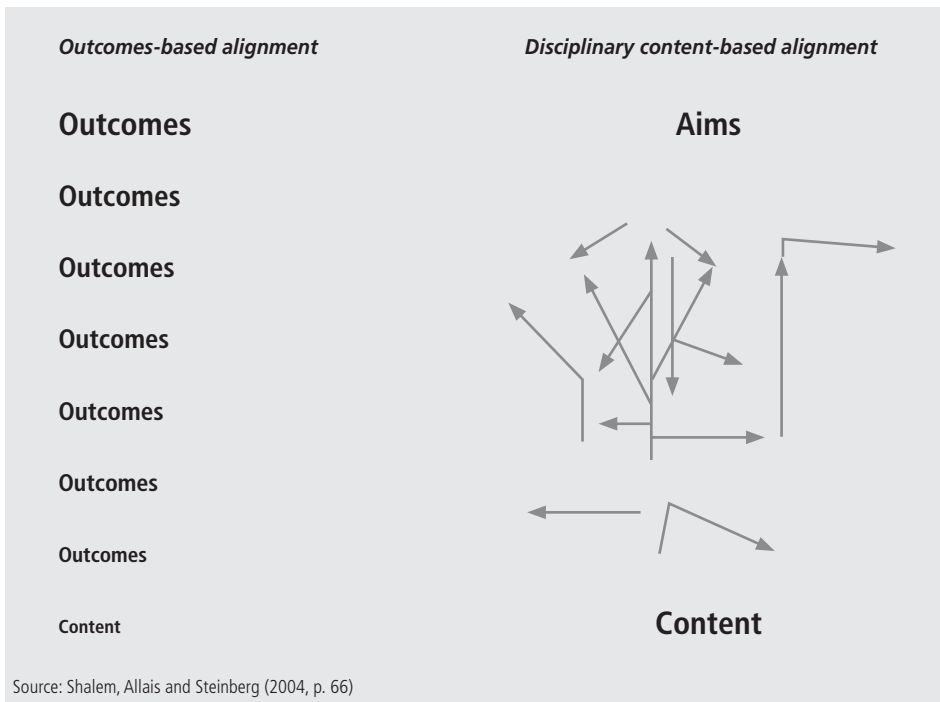 Outcomes-based alignment
Disciplinary content-based alignment
Outcomes
Aims
Outcomes
Outcomes
Outcomes
Outcomes
Outcomes
Outcomes
Content
Content
Source: Shalem, Allais and Steinberg (2004, p. 66)